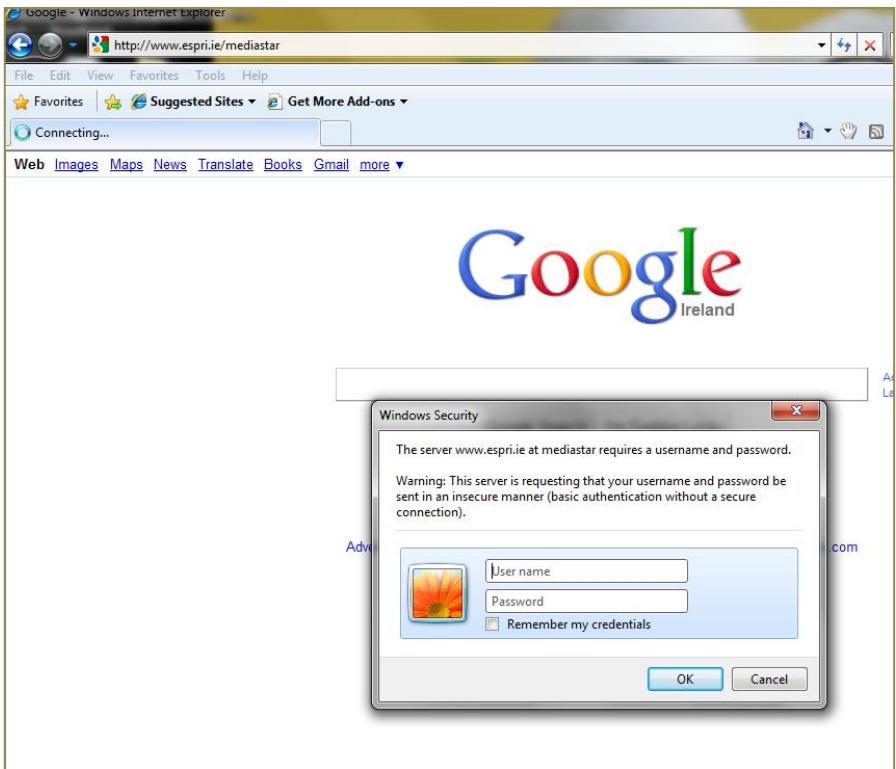 Google - Windows Internet Explorer
http://www.espri.ie/mediastar
File Edit View Favorites Tools Help
Favorites Suggested Sites Get More Add-ons
Connecting...
Web Images Maps News Translate Books Gmail more
Google
Ireland
Windows Security
The server www.espri.ie at mediastar requires a username and password.
Warning: This server is requesting that your username and password be
sent in an insecure manner (basic authentication without a secure
connection).
.com
User name
Password
Remember my credentials
OK Cancel